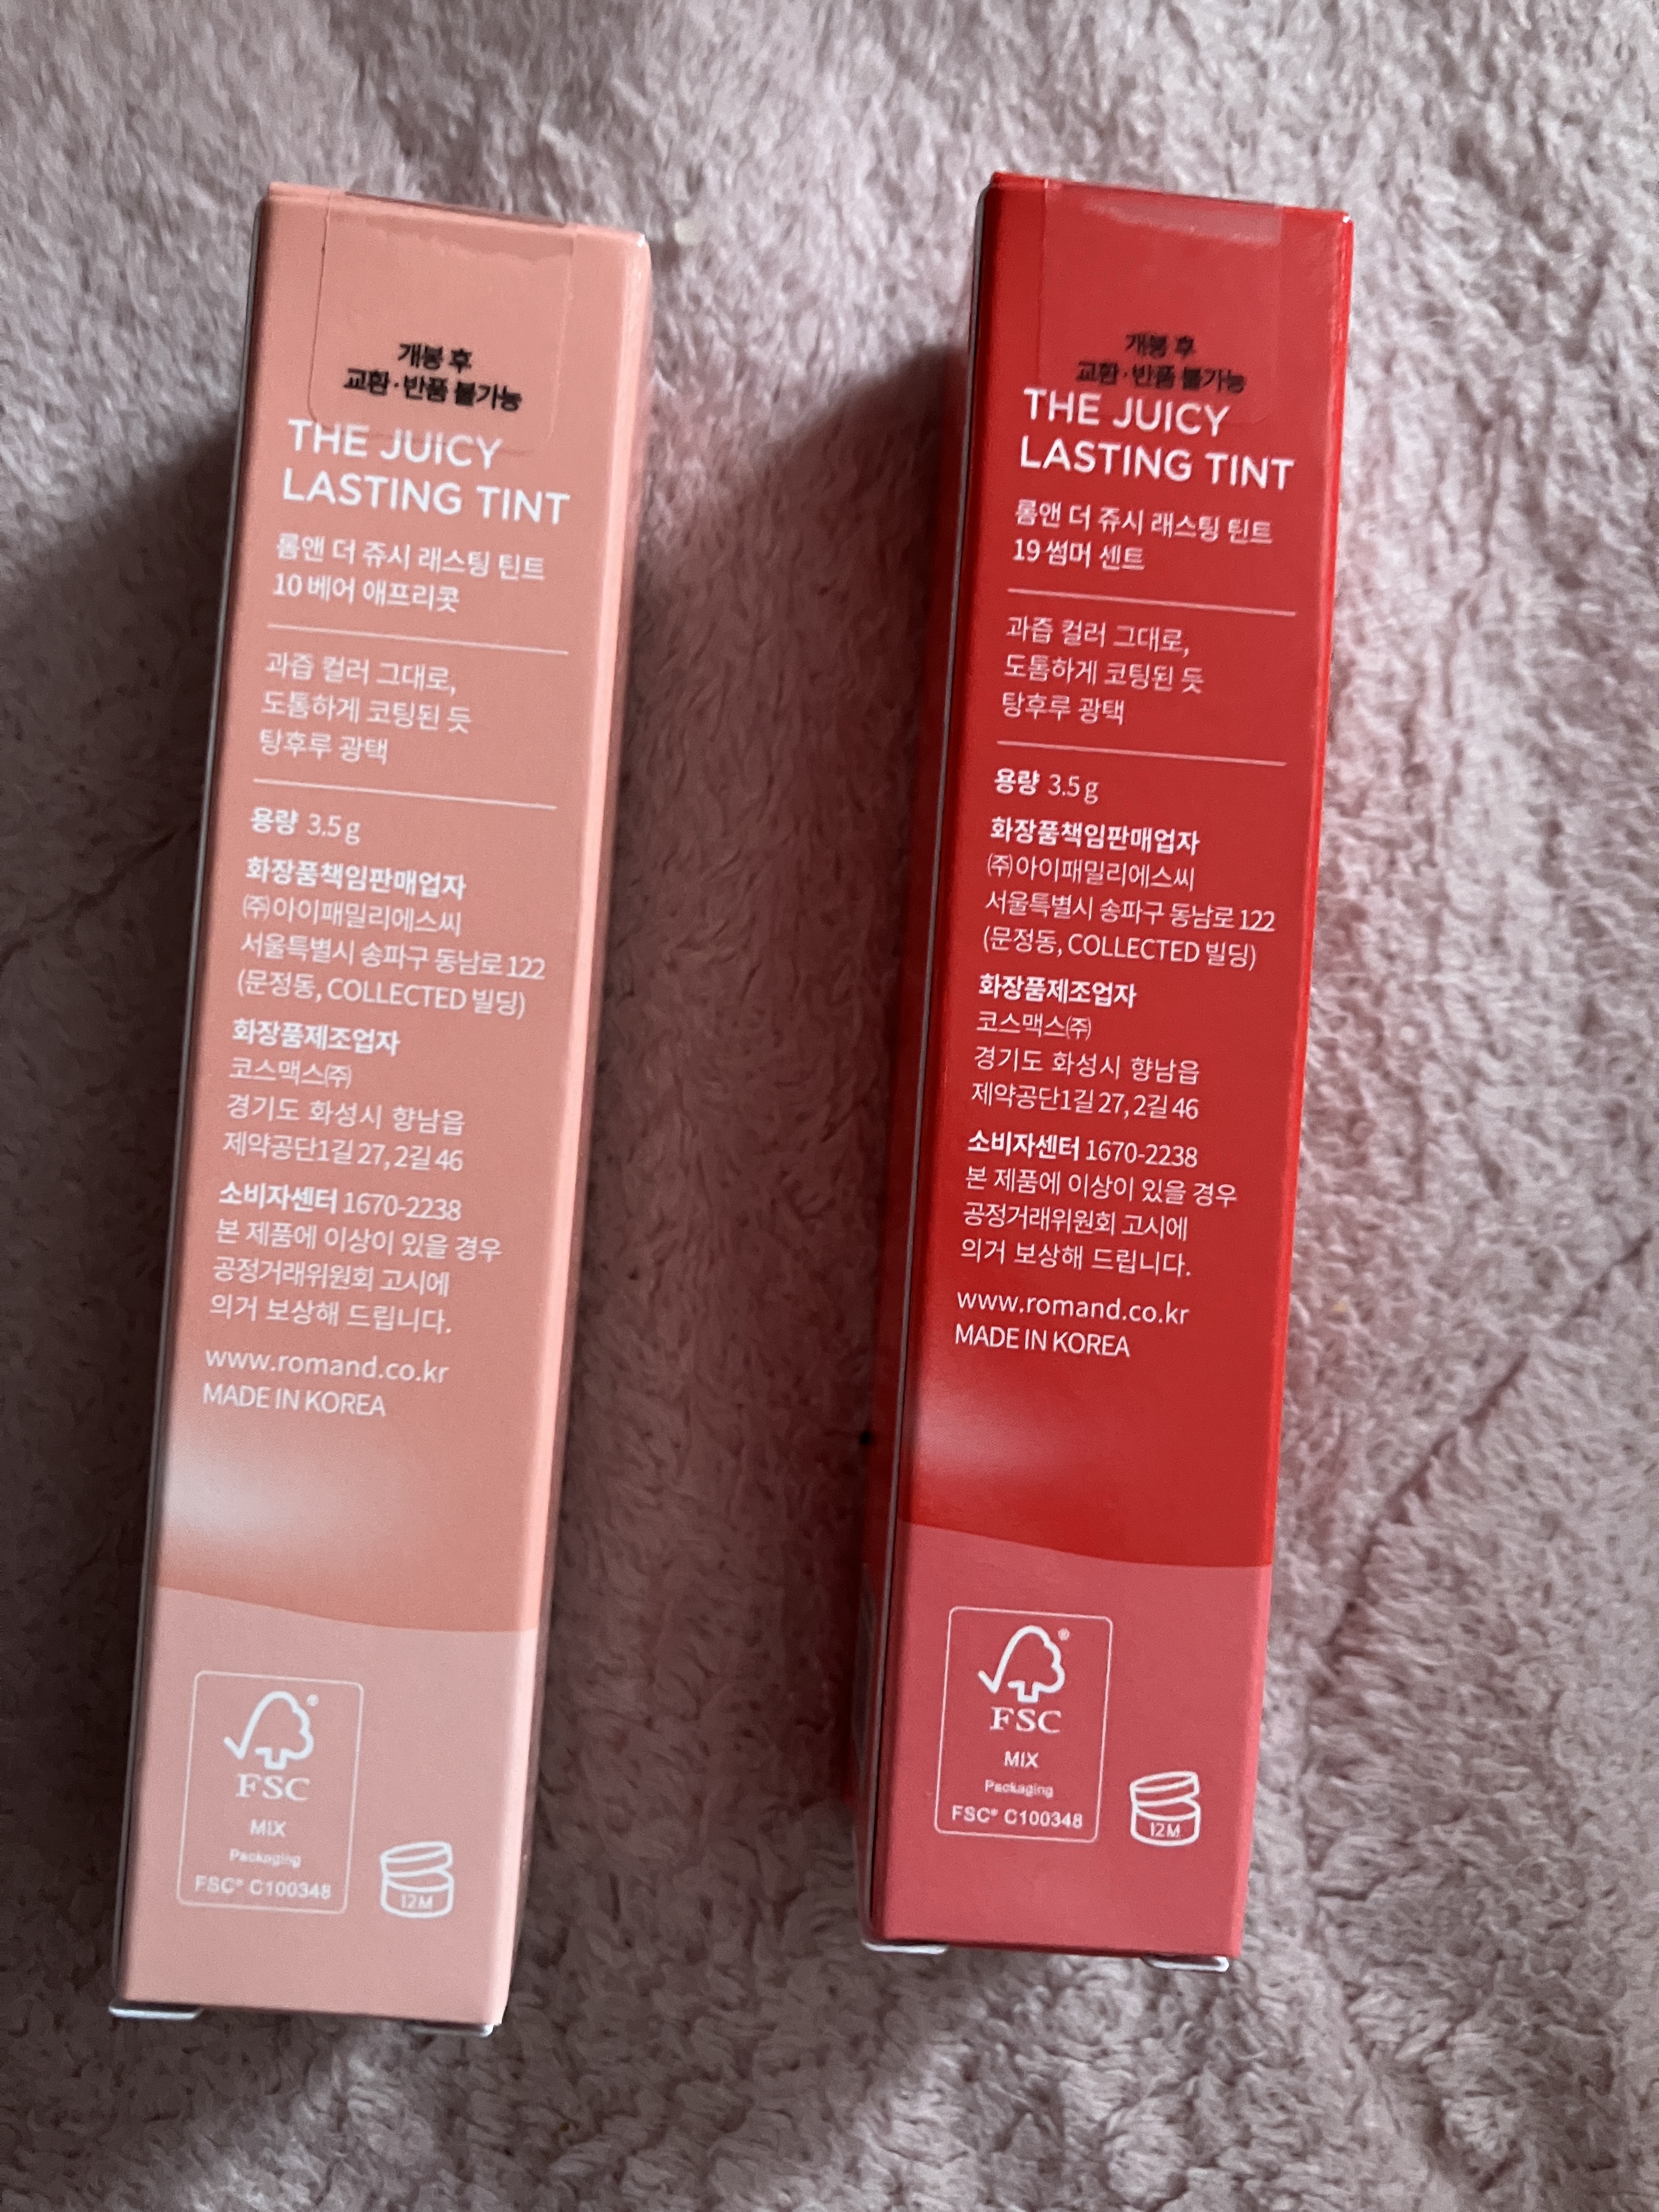 개봉 후
교환·반품 불가능
THE JUICY
LASTING TINT
롬앤 더 쥬시 래스팅 틴트
10 베어 애프리콧
과즙 컬러 그대로,
도톰하게 코팅된 듯
탕후루 광택
용량 3.5 g
화장품책임판매업자
㈜아이패밀리에스씨
서울특별시 송파구 동남로 122
(문정동, COLLECTED 빌딩)
화장품제조업자
코스맥스㈜
경기도 화성시 향남읍
제약공단1길 27, 2길 46
소비자센터 1670-2238
본 제품에 이상이 있을 경우
공정거래위원회 고시에
의거 보상해 드립니다.
www.romand.co.kr
MADE IN KOREA
®
FSC
MIX
Packaging
FSC® C100348
12M
개봉 후
교환·반품 불가능
THE JUICY
LASTING TINT
롬앤 더 쥬시 래스팅 틴트
19 썸머 센트
과즙 컬러 그대로,
도톰하게 코팅된 듯
탕후루 광택
용량 3.5 g
화장품책임판매업자
㈜아이패밀리에스씨
서울특별시 송파구 동남로 122
(문정동, COLLECTED 빌딩)
화장품제조업자
코스맥스㈜
경기도 화성시 향남읍
제약공단1길 27, 2길 46
소비자센터 1670-2238
본 제품에 이상이 있을 경우
공정거래위원회 고시에
의거 보상해 드립니다.
www.romand.co.kr
MADE IN KOREA
®
FSC
MIX
Packaging
FSC® C100348
12M